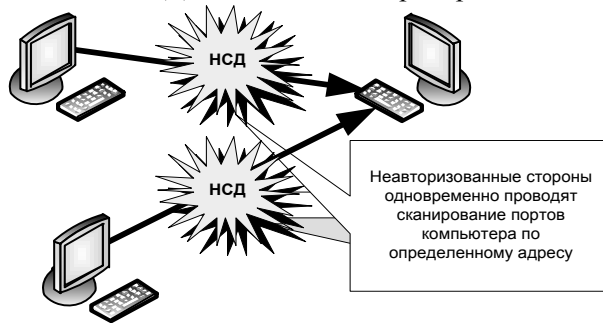 НСД
НСД
Неавторизованные стороны
одновременно проводят
сканирование портов
компьютера по
определенному адресу